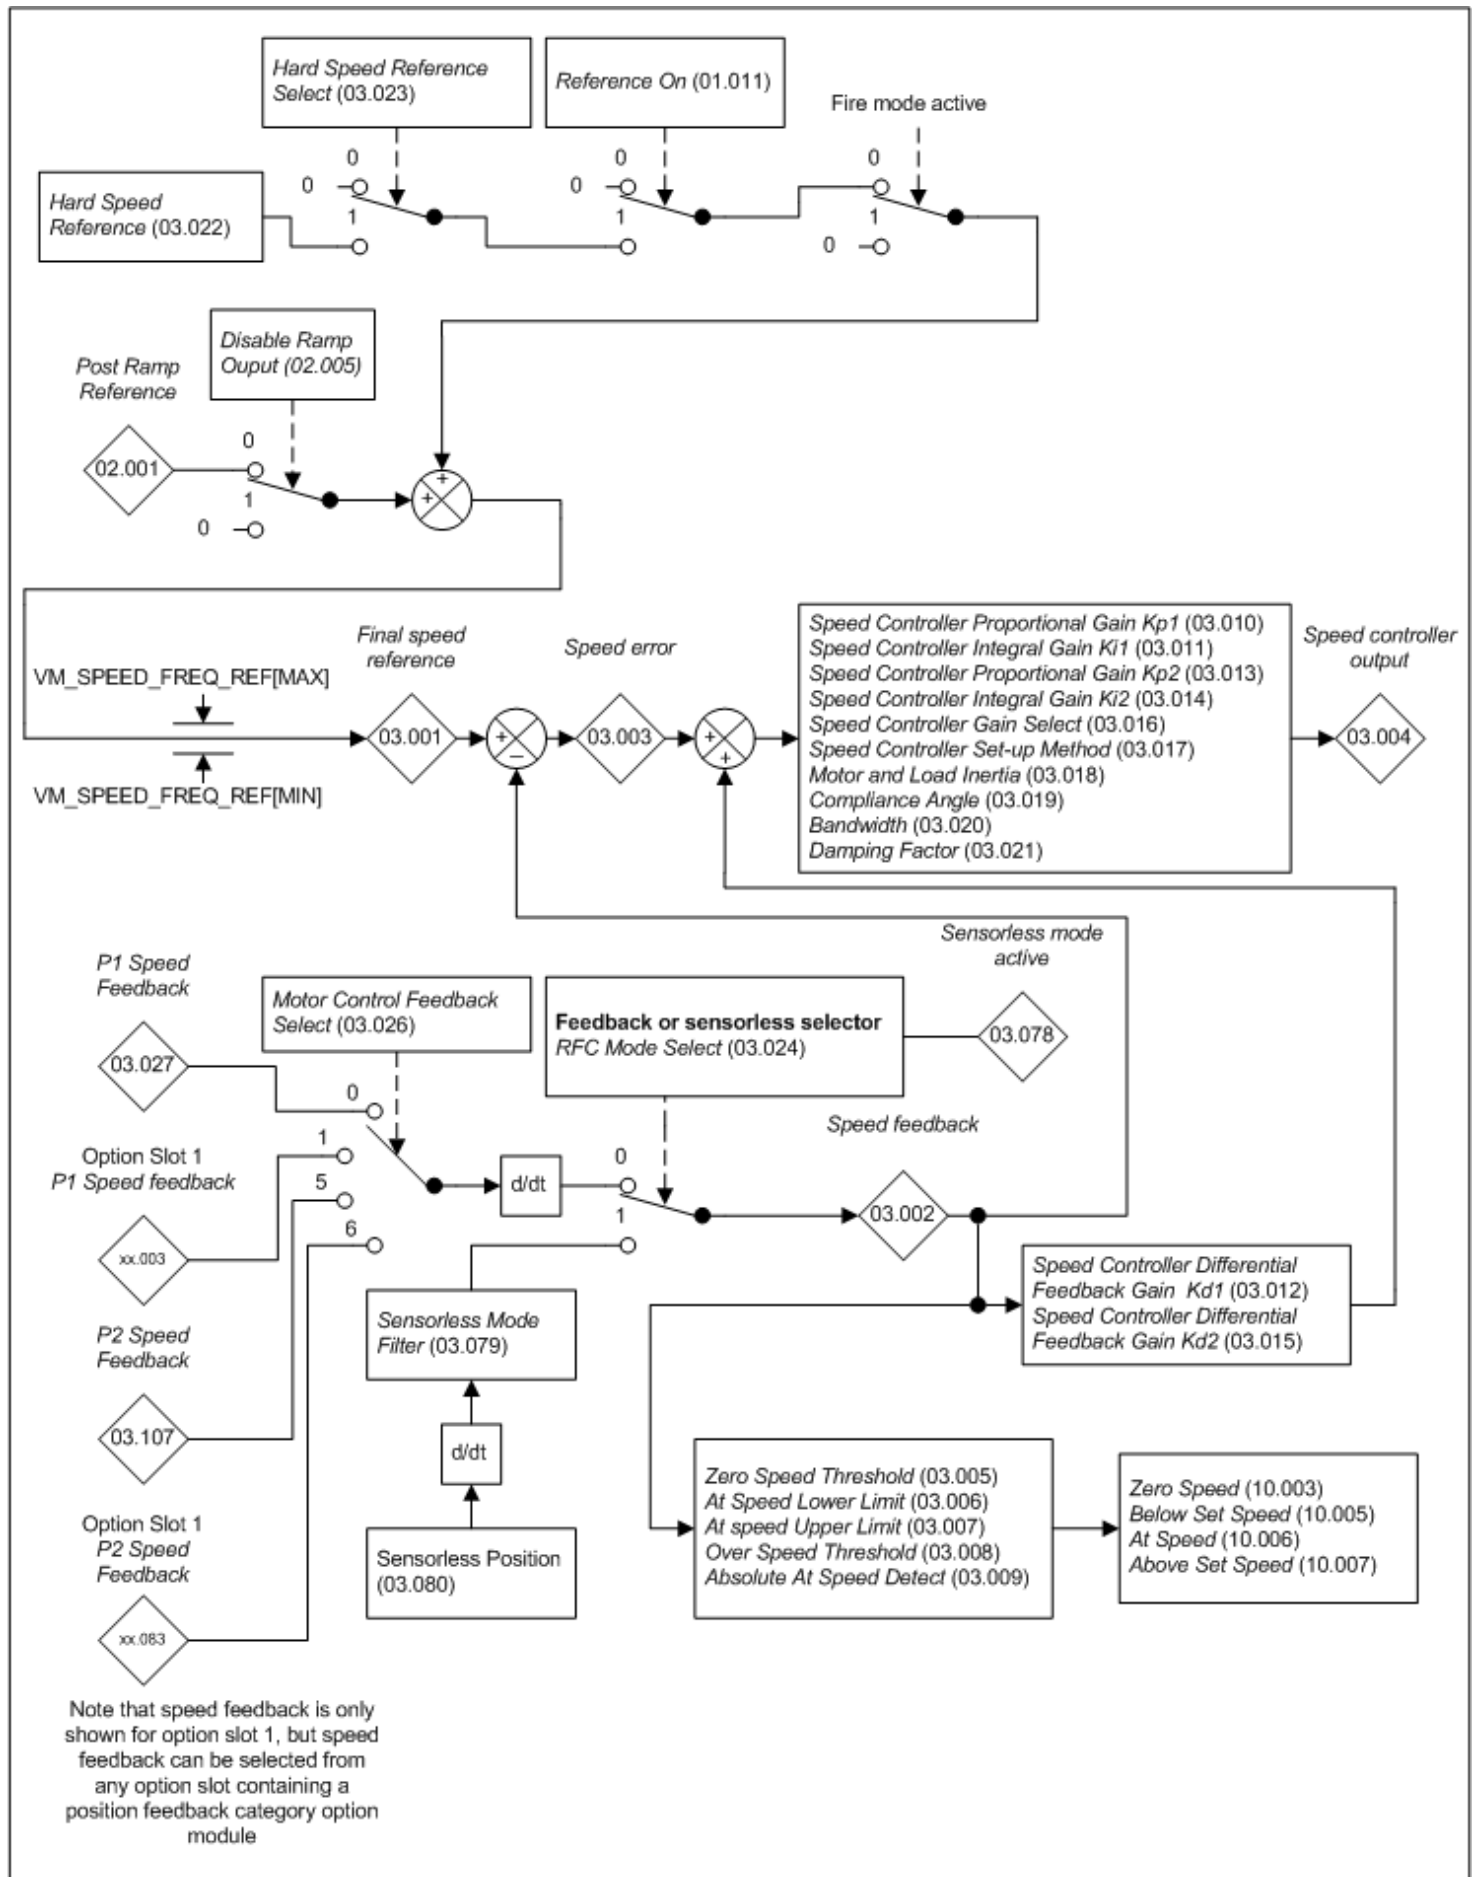 Hard Speed Reference
Select (03.023)
Reference On (01.011)
Fire mode active
0
0
0
0
0
Hard Speed
Reference (03.022)
1
1
1
0
Disable Ramp
Ouput (02.005)
Post Ramp
Reference
0
02.001
+
+
1
0
Final speed
reference
Speed error
Speed Controller Proportional Gain Kp1 (03.010)
Speed Controller Integral Gain Ki1 (03.011)
Speed Controller Proportional Gain Kp2 (03.013)
Speed Controller Integral Gain Ki2 (03.014)
Speed Controller Gain Select (03.016)
Speed Controller Set-up Method (03.017)
Motor and Load Inertia (03.018)
Compliance Angle (03.019)
Bandwidth (03.020)
Damping Factor (03.021)
Speed controller
output
VM_SPEED_FREQ_REF[MAX]
03.001
+
–
03.003
+
+
03.004
VM_SPEED_FREQ_REF[MIN]
Sensorless mode
active
P1 Speed
Feedback
Motor Control Feedback
Select (03.026)
Feedback or sensorless selector
RFC Mode Select (03.024)
03.078
03.027
0
Speed feedback
Option Slot 1
P1 Speed feedback
1
5
6
d/dt
0
1
03.002
xx.003
Speed Controller Differential
Feedback Gain Kd1 (03.012)
Speed Controller Differential
Feedback Gain Kd2 (03.015)
Sensorless Mode
Filter (03.079)
P2 Speed
Feedback
03.107
d/dt
Zero Speed Threshold (03.005)
At Speed Lower Limit (03.006)
At speed Upper Limit (03.007)
Over Speed Threshold (03.008)
Absolute At Speed Detect (03.009)
Zero Speed (10.003)
Below Set Speed (10.005)
At Speed (10.006)
Above Set Speed (10.007)
Option Slot 1
P2 Speed
Feedback
Sensorless Position
(03.080)
xx.083
Note that speed feedback is only
shown for option slot 1, but speed
feedback can be selected from
any option slot containing a
position feedback category option
module